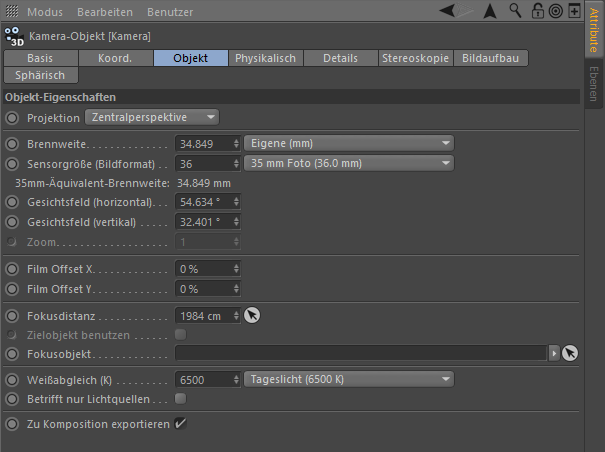 Modus Bearbeiten Benutzer
3D Kamera-Objekt [Kamera]
Basis Koord. Objekt Physikalisch Details Stereoskopie Bildaufbau
Sphärisch
Objekt-Eigenschaften
Projektion Zentralperspektive
Brennweite. . . . . . . . . . . . 34.849 Eigene (mm)
Sensorgröße (Bildformat) . . 36 35 mm Foto (36.0 mm)
35mm-Äquivalent-Brennweite: 34.849 mm
Gesichtsfeld (horizontal). . . . 54.634 °
Gesichtsfeld (vertikal) . . . . . 32.401 °
Zoom. . . . . . . . . . . . . . . . 1
Film Offset X. . . . . . . . . . . 0 %
Film Offset Y. . . . . . . . . . . 0 %
Fokusdistanz . . . . . . . . . . . 1984 cm
Zielobjekt benutzen . . . . . .
Fokusobjekt. . . . . . . . . . . .
Weißabgleich (K) . . . . . . . . 6500 Tageslicht (6500 K)
Betrifft nur Lichtquellen . . .
Zu Komposition exportieren
Attribute
Ebenen